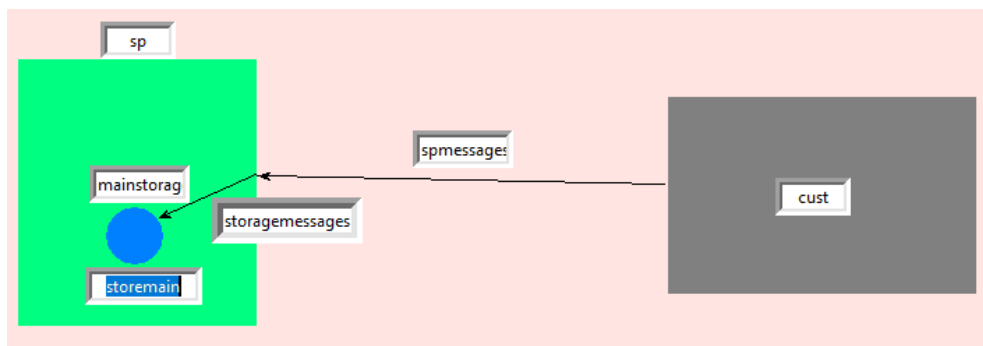 sp
spmessages
mainstorag
cust
storagemessages
storemain